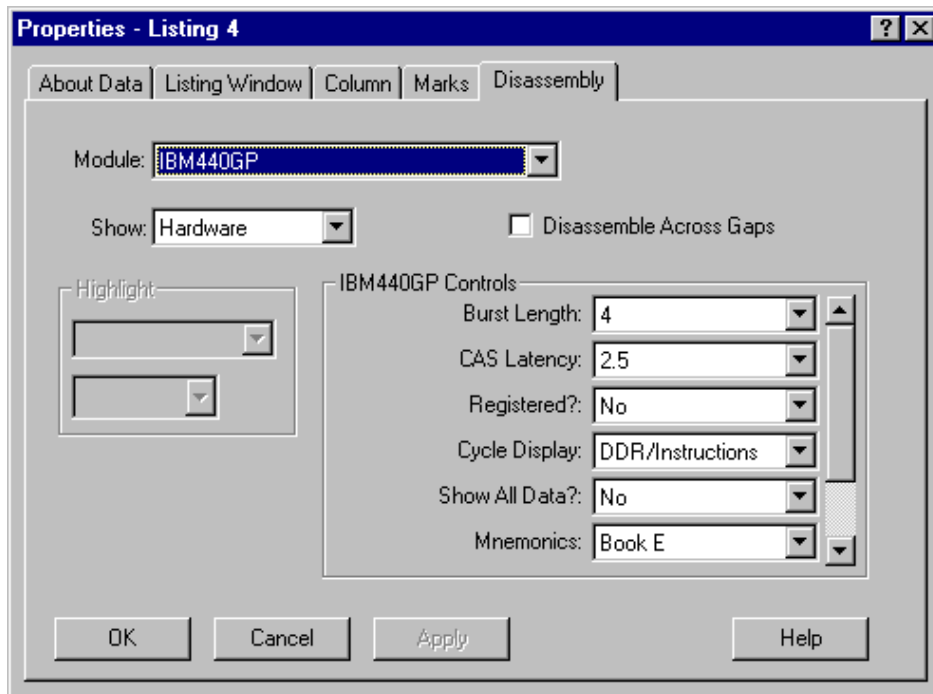 Properties - Listing 4
About Data Listing Window Column Marks Disassembly
Module: IBM440GP
Show: Hardware Disassemble Across Gaps
Highlight
IBM440GP Controls
Burst Length: 4
CAS Latency: 2.5
Registered?: No
Cycle Display: DDR/Instructions
Show All Data?: No
Mnemonics: Book E
OK Cancel Apply Help